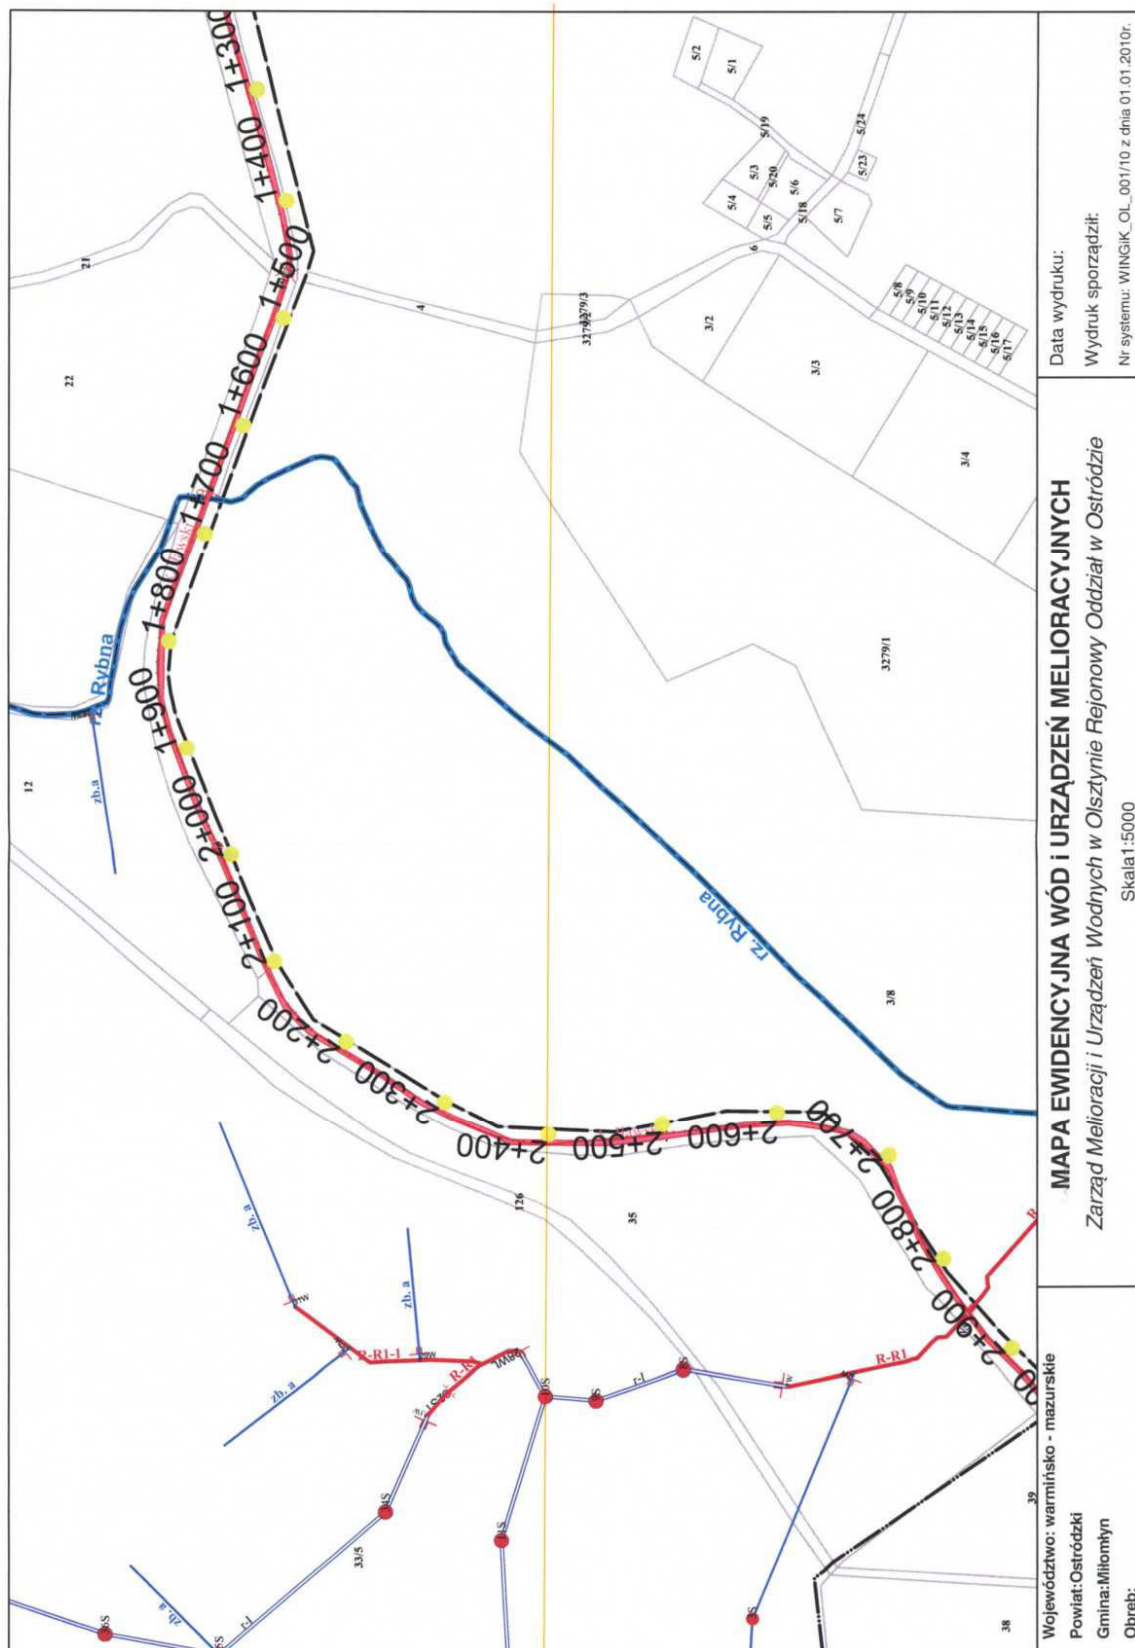 1+300
1+400
1+500
1+600
1+700
1+800
1+900
2+000
2+100
2+200
2+300
2+400
2+500
2+600
2+700
2+800
2+900
00
rz. Rybna
rz. Rybna
zb.a
zb. a
zb. a
zb. a
zb. a
R-R1-1
R-R1
R-R1
R
r-1
r-1
21
22
12
4
6
126
35
33/5
38
39
5/2
5/1
5/19
5/3
5/20
5/4
5/6
5/5
5/18
5/7
5/24
5/23
5/8
5/9
5/10
5/11
5/12
5/13
5/14
5/15
5/16
5/17
3279/3
3279/2
3/2
3/3
3/4
3279/1
3/8
Województwo: warmińsko - mazurskie
Powiat:Ostródzki
Gmina:Miłomłyn
Obręb:
MAPA EWIDENCYJNA WÓD i URZĄDZEŃ MELIORACYJNYCH
Zarząd Melioracji i Urządzeń Wodnych w Olsztynie Rejonowy Oddział w Ostródzie
Skala1:5000
Data wydruku:
Wydruk sporządził:
Nr systemu: WINGiK_OL_001/10 z dnia 01.01.2010r.